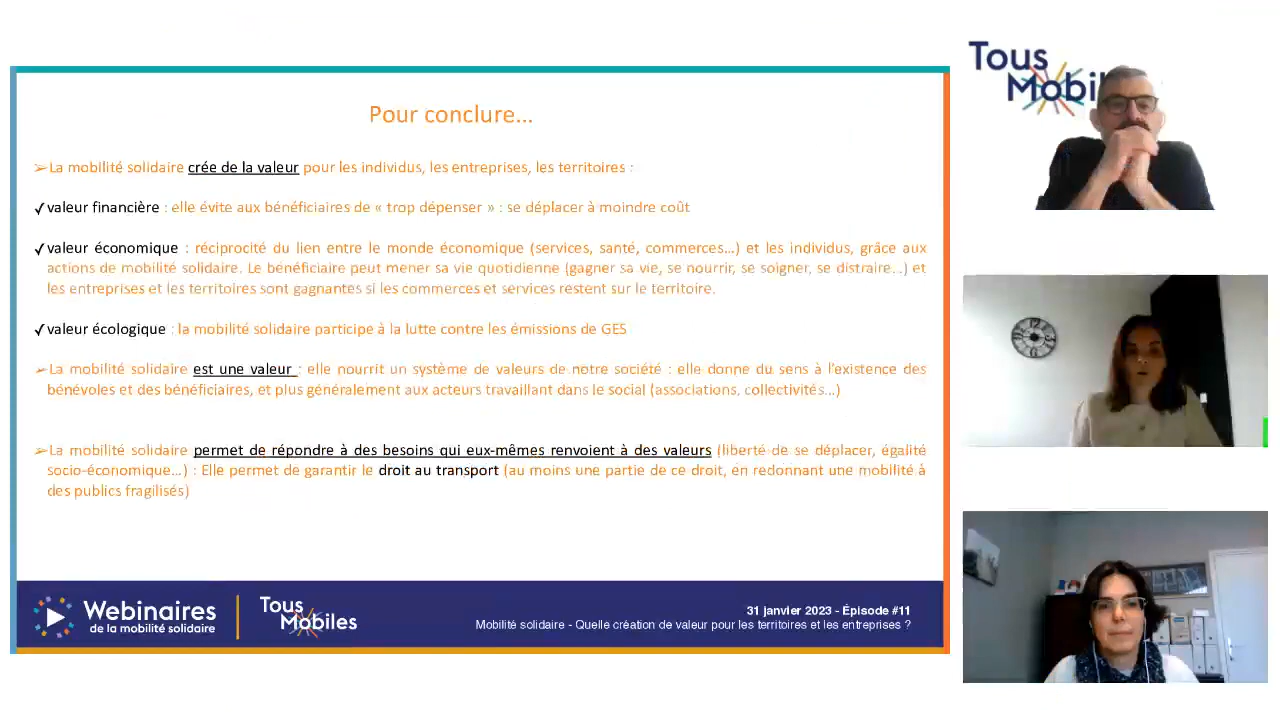 Pour conclure...
➢La mobilité solidaire crée de la valeur pour les individus, les entreprises, les territoires :
✓valeur financière : elle évite aux bénéficiaires de « trop dépenser » : se déplacer à moindre coût
✓valeur économique : réciprocité du lien entre le monde économique (services, santé, commerces...) et les individus, grâce aux
actions de mobilité solidaire. Le bénéficiaire peut mener sa vie quotidienne (gagner sa vie, se nourrir, se soigner, se distraire...) et
les entreprises et les territoires sont gagnantes si les commerces et services restent sur le territoire.
✓valeur écologique : la mobilité solidaire participe à la lutte contre les émissions de GES
➢La mobilité solidaire est une valeur : elle nourrit un système de valeurs de notre société : elle donne du sens à l'existence des
bénévoles et des bénéficiaires, et plus généralement aux acteurs travaillant dans le social (associations, collectivités...)
➢La mobilité solidaire permet de répondre à des besoins qui eux-mêmes renvoient à des valeurs (liberté de se déplacer, égalité
socio-économique...) : Elle permet de garantir le droit au transport (au moins une partie de ce droit, en redonnant une mobilité à
des publics fragilisés)
Webinaires
de la mobilité solidaire
Tous
Mobiles
31 janvier 2023 - Épisode #11
Mobilité solidaire - Quelle création de valeur pour les territoires et les entreprises ?
Tous
Mobil